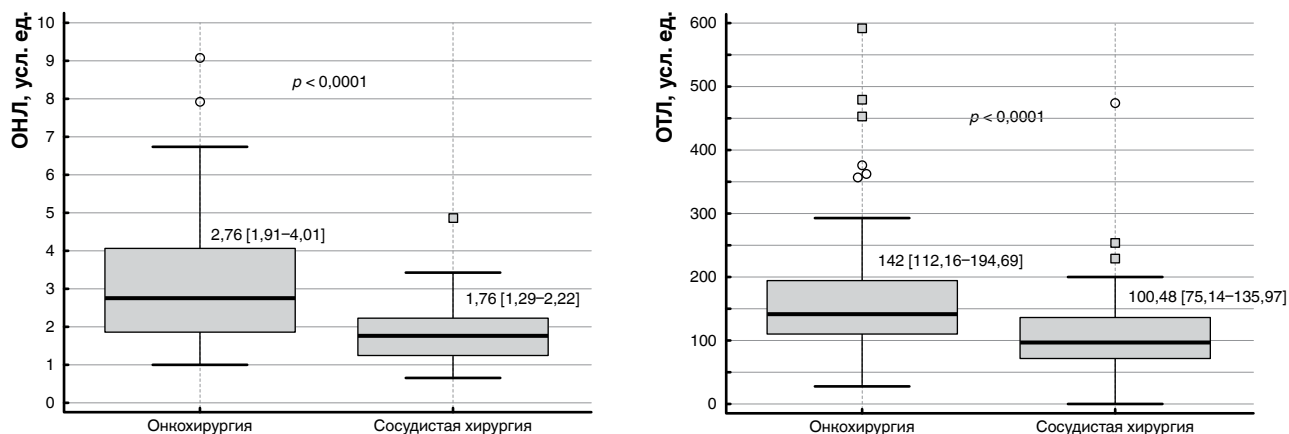 ОНЛ, усл. ед.
10
9
8
7
6
5
4
3
2
1
0
p < 0,0001
2,76 [1,91–4,01]
1,76 [1,29–2,22]
Онкохирургия
Сосудистая хирургия
ОТЛ, усл. ед.
600
500
400
300
200
100
0
p < 0,0001
142 [112,16–194,69]
100,48 [75,14–135,97]
Онкохирургия
Сосудистая хирургия